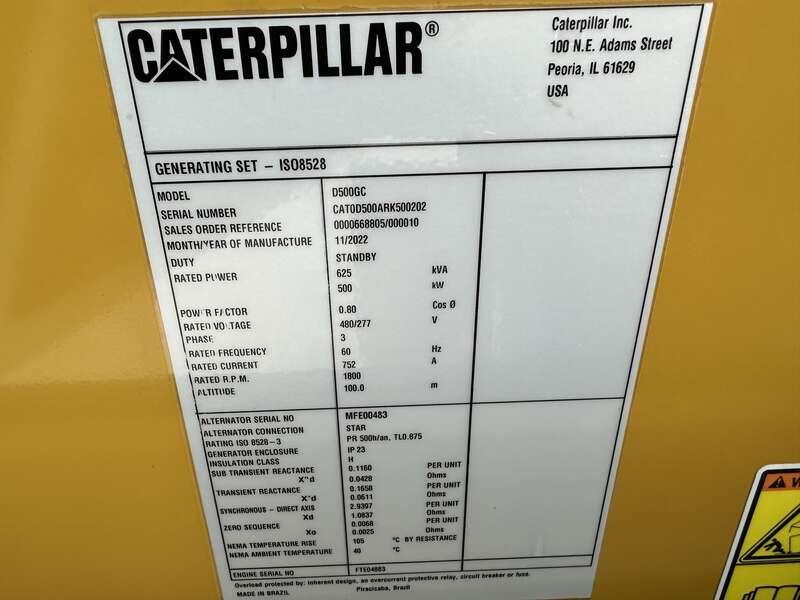 CATERPILLAR®
Caterpillar Inc.
100 N.E. Adams Street
Peoria, IL 61629
USA
GENERATING SET - ISO8528
MODEL D500GC
SERIAL NUMBER CAT0D500ARK500202
SALES ORDER REFERENCE 0000668805/000010
MONTH/YEAR OF MANUFACTURE 11/2022
DUTY STANDBY
RATED POWER 625 kVA
500 kW
POWER FACTOR 0.80 Cos Ø
RATED VOLTAGE 480/277 V
PHASE 3
RATED FREQUENCY 60 Hz
RATED CURRENT 752 A
RATED R.P.M. 1800
ALTITUDE 100.0 m
ALTERNATOR SERIAL NO MFE00483
ALTERNATOR CONNECTION STAR
RATING ISO 8528-3 PR 500h/an, TL0.875
GENERATOR ENCLOSURE IP 23
INSULATION CLASS H
SUB TRANSIENT REACTANCE 0.1160 PER UNIT
X"d 0.0428 Ohms
TRANSIENT REACTANCE 0.1658 PER UNIT
X'd 0.0611 Ohms
SYNCHRONOUS - DIRECT AXIS 2.9397 PER UNIT
Xd 1.0837 Ohms
ZERO SEQUENCE 0.0068 PER UNIT
Xo 0.0025 Ohms
NEMA TEMPERATURE RISE 105 °C BY RESISTANCE
NEMA AMBIENT TEMPERATURE 40 °C
ENGINE SERIAL NO FTE04883
Overload protected by: inherent design, an overcurrent protective relay, circuit breaker or fuse.
MADE IN BRAZIL Piracicaba, Brazil